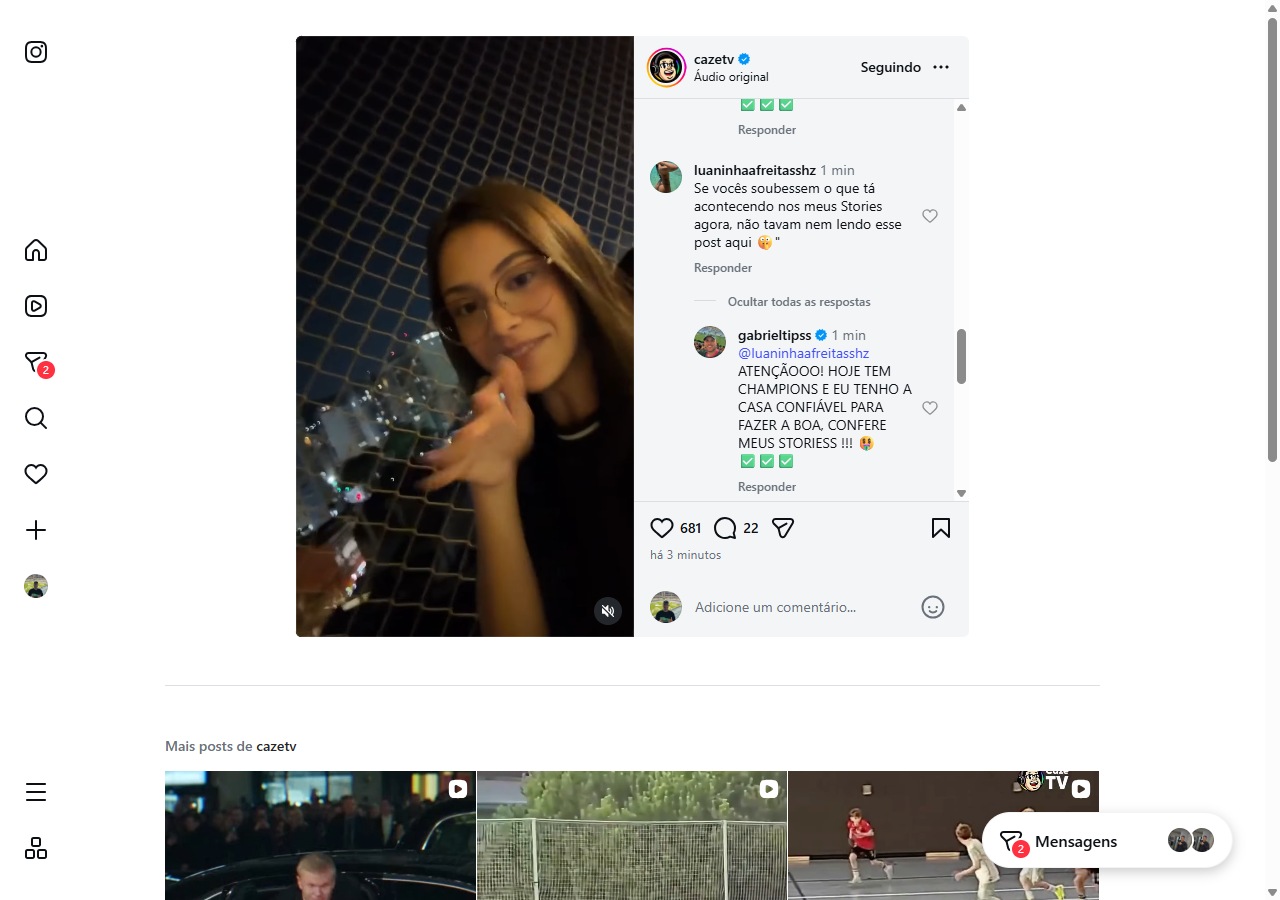 cazetv
Áudio original
Seguindo
✅ ✅ ✅
Responder
luaninhaafreitasshz 1 min
Se vocês soubessem o que tá
acontecendo nos meus Stories
agora, não tavam nem lendo esse
post aqui 🫣 "
Responder
Ocultar todas as respostas
gabrieltipss 1 min
@luaninhaafreitasshz
ATENÇÃOOO! HOJE TEM
CHAMPIONS E EU TENHO A
CASA CONFIÁVEL PARA
FAZER A BOA, CONFERE
MEUS STORIESS !!! 🤑
✅ ✅ ✅
Responder
681
22
há 3 minutos
Adicione um comentário...
2
Mais posts de cazetv
TV
2
Mensagens